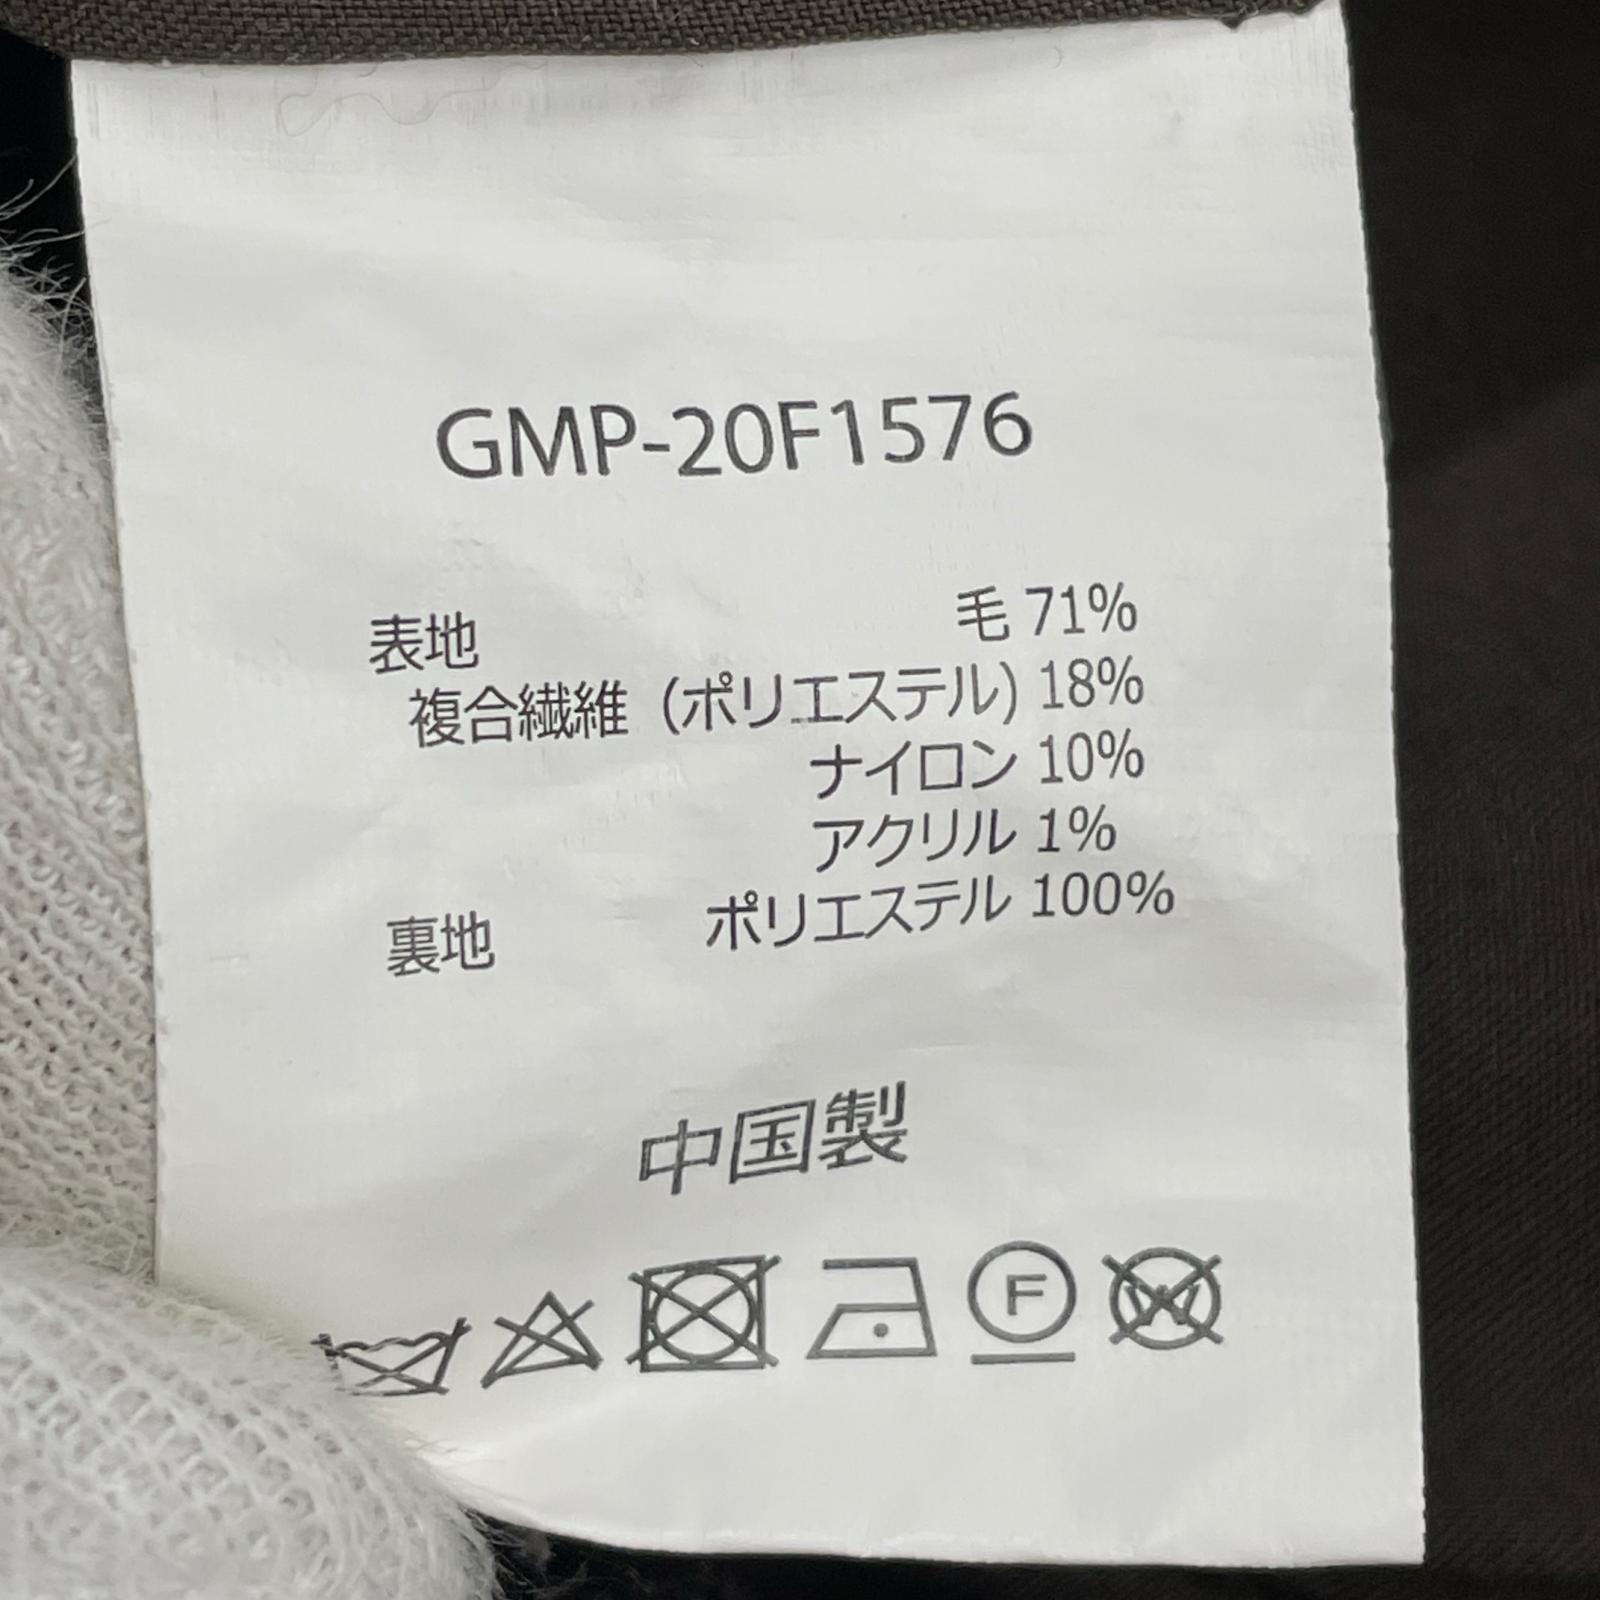 GMP-20F1576
表地 毛 71%
複合繊維 (ポリエステル) 18%
ナイロン 10%
アクリル 1%
裏地 ポリエステル 100%
中国製
F W